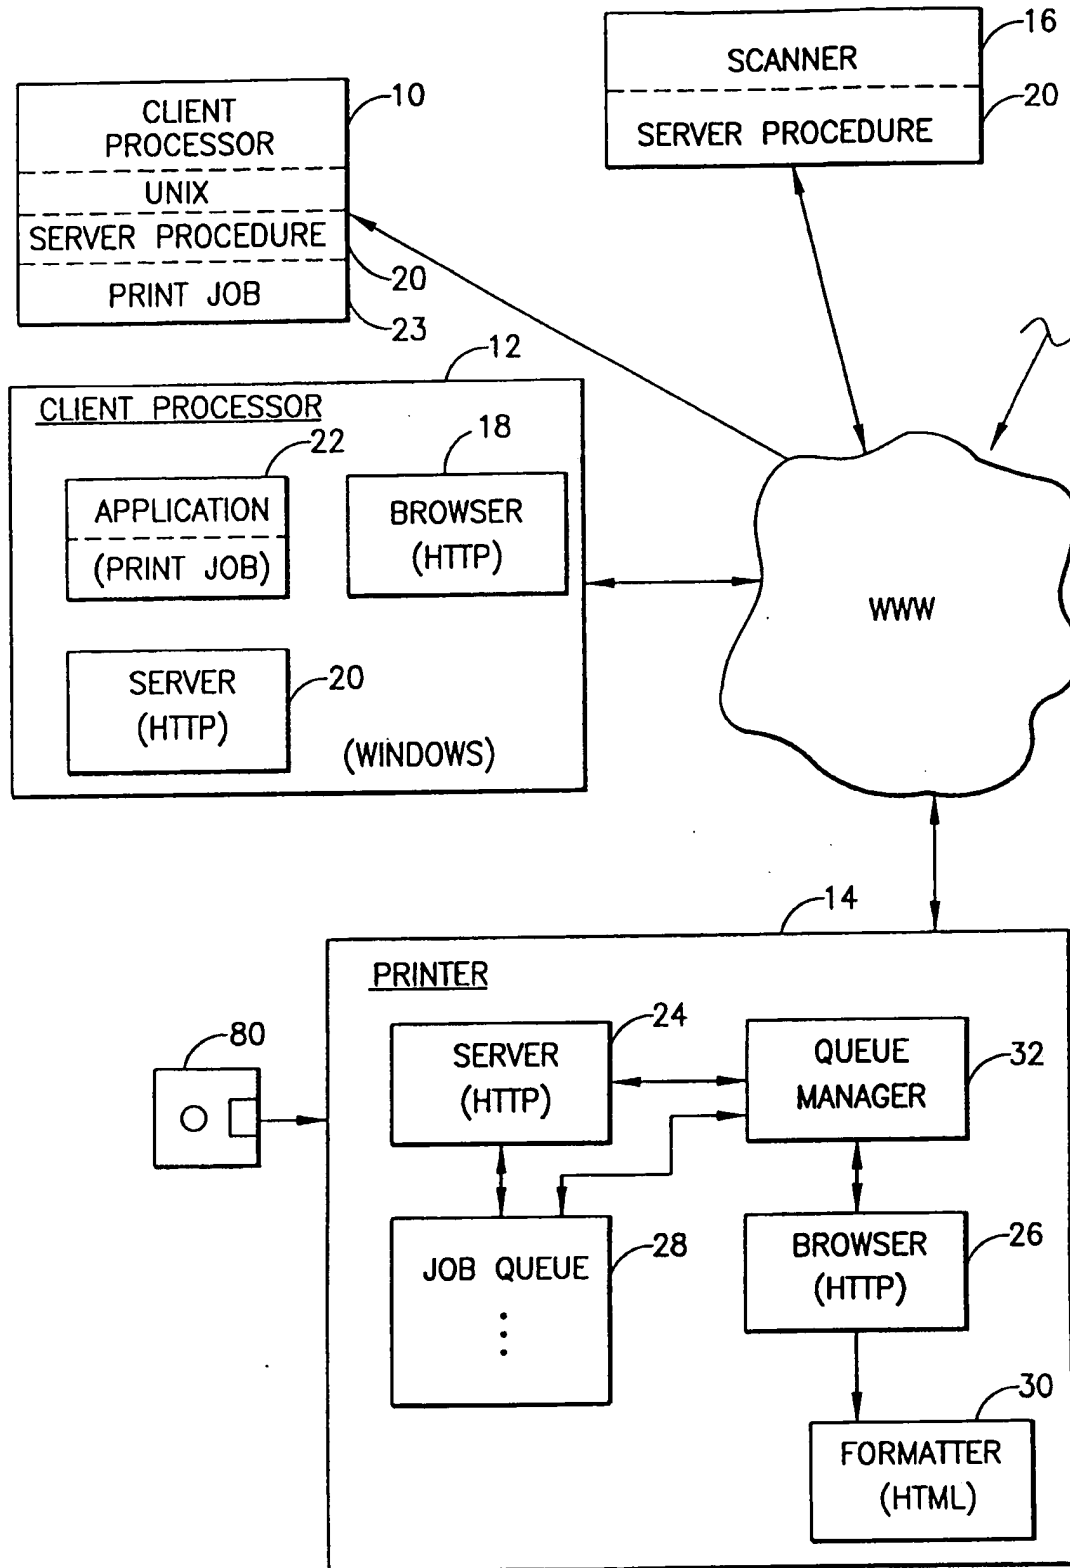 16
SCANNER
20
SERVER PROCEDURE
10
CLIENT
PROCESSOR
UNIX
SERVER PROCEDURE
20
PRINT JOB
23
12
CLIENT PROCESSOR
22
18
APPLICATION
(PRINT JOB)
BROWSER
(HTTP)
WWW
SERVER
(HTTP)
20
(WINDOWS)
14
PRINTER
80
24
SERVER
(HTTP)
QUEUE
MANAGER
32
JOB QUEUE
28
BROWSER
(HTTP)
26
30
FORMATTER
(HTML)